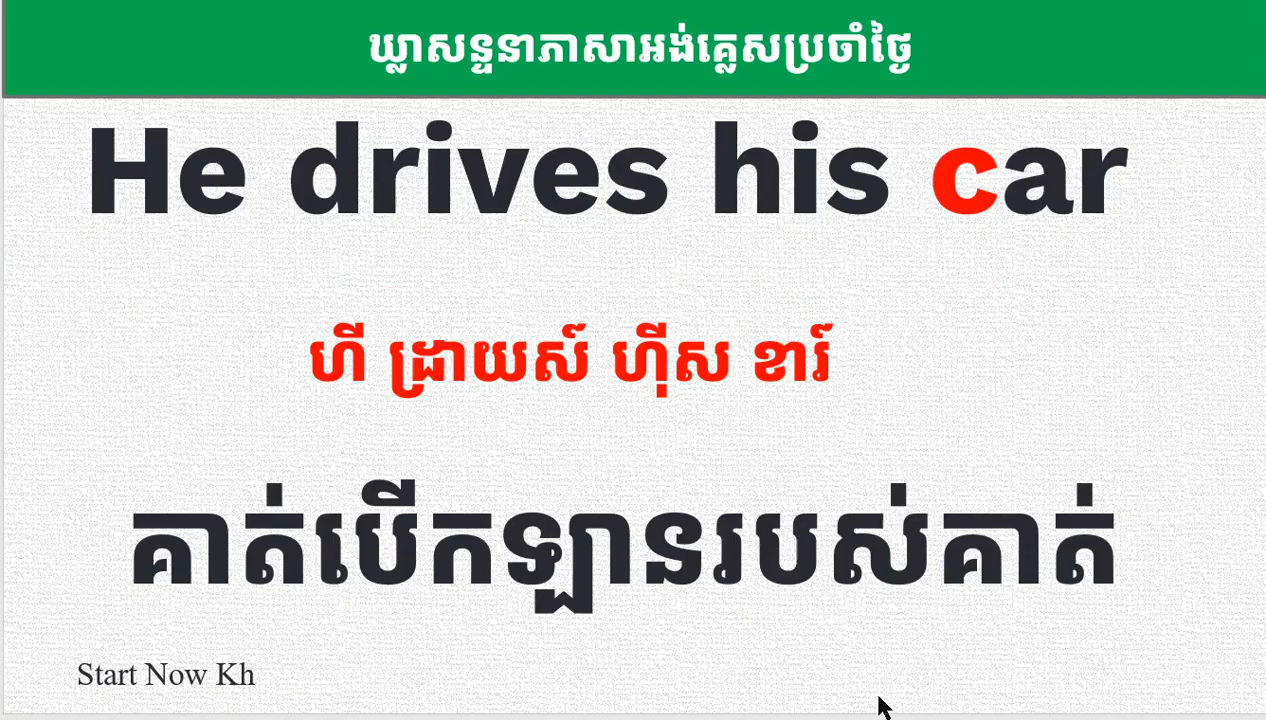 ឃ្លាសន្ទនាភាសាអង់គ្លេសប្រចាំថ្ងៃ
He drives his car
ហី ដ្រាយស៍ ហ៊ីស ខារ៍
គាត់បើកឡានរបស់គាត់
Start Now Kh